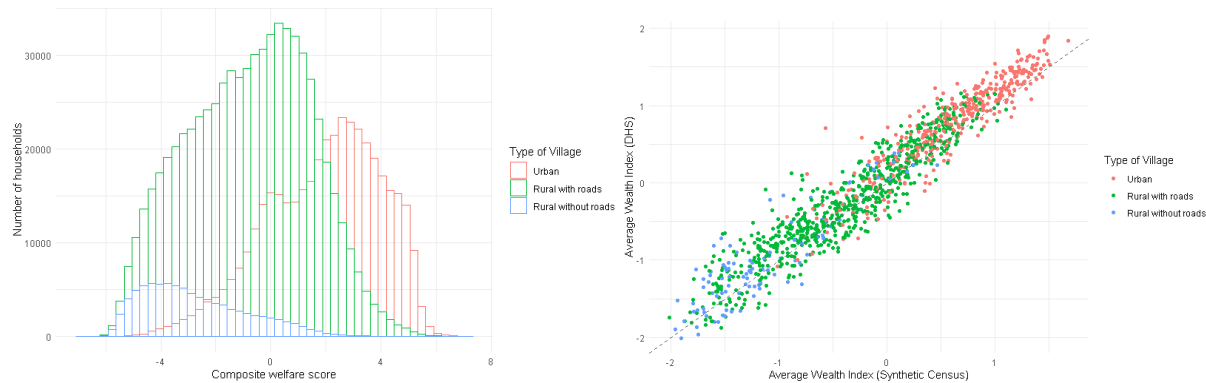 30000
20000
10000
0
Number of households
-4
0
4
8
Composite welfare score
Type of Village
Urban
Rural with roads
Rural without roads
2
1
0
-1
-2
Average Wealth Index (DHS)
-2
-1
0
1
Average Wealth Index (Synthetic Census)
Type of Village
Urban
Rural with roads
Rural without roads